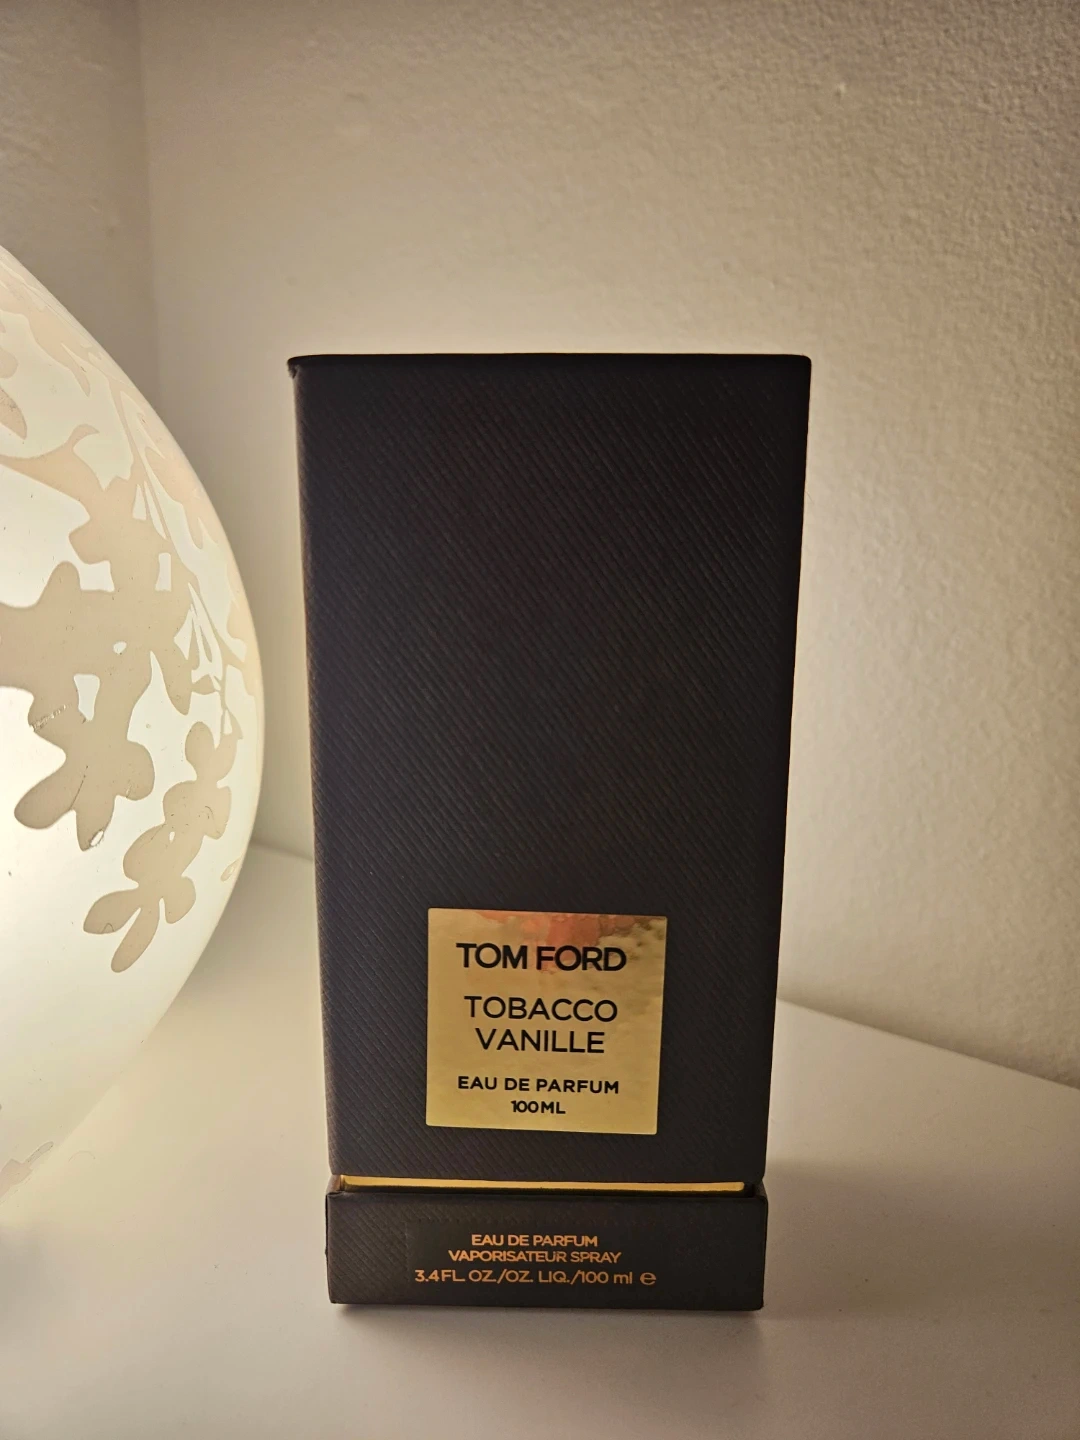 TOM FORD
TOBACCO
VANILLE
EAU DE PARFUM
100ML
EAU DE PARFUM
VAPORISATEUR SPRAY
3.4 FL. OZ./OZ. LIQ./100 ml ℮